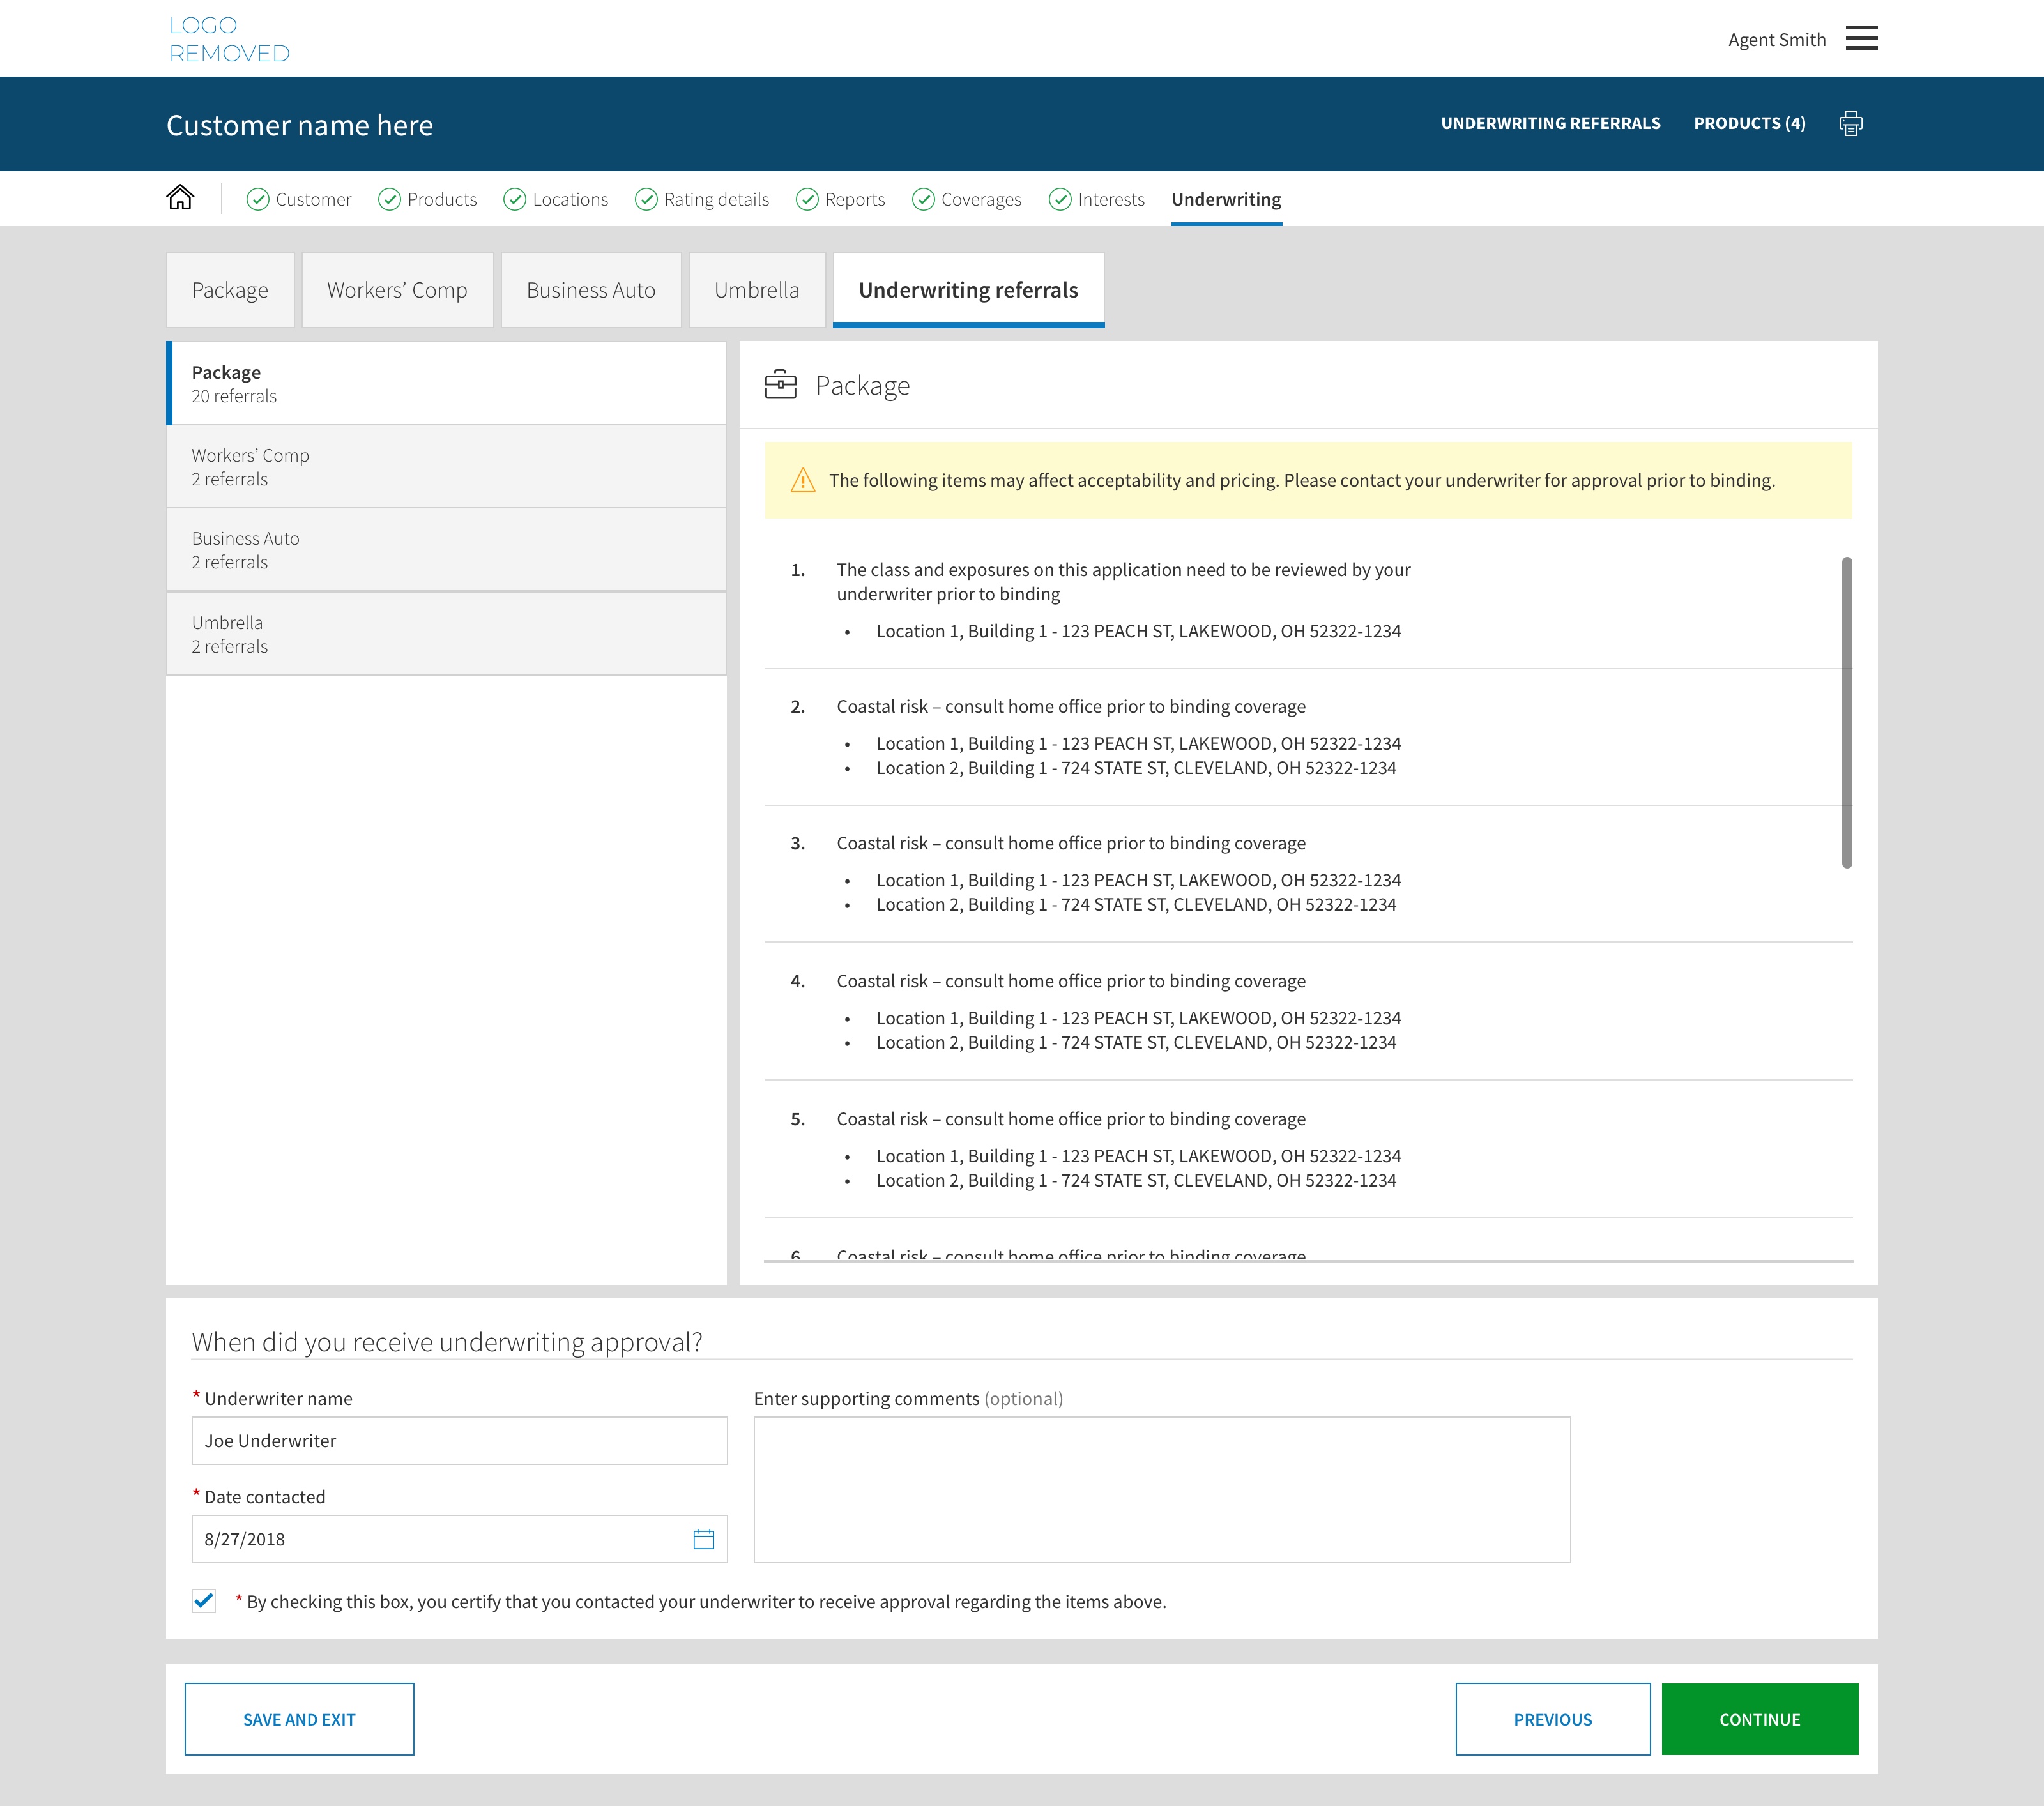 LOGO
REMOVED
Agent Smith
Customer name here
UNDERWRITING REFERRALS
PRODUCTS (4)
Customer
Products
Locations
Rating details
Reports
Coverages
Interests
Underwriting
Package
Workers’ Comp
Business Auto
Umbrella
Underwriting referrals
Package
20 referrals
Workers’ Comp
2 referrals
Business Auto
2 referrals
Umbrella
2 referrals
Package
The following items may affect acceptability and pricing. Please contact your underwriter for approval prior to binding.
1. The class and exposures on this application need to be reviewed by your
underwriter prior to binding
• Location 1, Building 1 - 123 PEACH ST, LAKEWOOD, OH 52322-1234
2. Coastal risk – consult home office prior to binding coverage
• Location 1, Building 1 - 123 PEACH ST, LAKEWOOD, OH 52322-1234
• Location 2, Building 1 - 724 STATE ST, CLEVELAND, OH 52322-1234
3. Coastal risk – consult home office prior to binding coverage
• Location 1, Building 1 - 123 PEACH ST, LAKEWOOD, OH 52322-1234
• Location 2, Building 1 - 724 STATE ST, CLEVELAND, OH 52322-1234
4. Coastal risk – consult home office prior to binding coverage
• Location 1, Building 1 - 123 PEACH ST, LAKEWOOD, OH 52322-1234
• Location 2, Building 1 - 724 STATE ST, CLEVELAND, OH 52322-1234
5. Coastal risk – consult home office prior to binding coverage
• Location 1, Building 1 - 123 PEACH ST, LAKEWOOD, OH 52322-1234
• Location 2, Building 1 - 724 STATE ST, CLEVELAND, OH 52322-1234
6. Coastal risk – consult home office prior to binding coverage
When did you receive underwriting approval?
* Underwriter name
Joe Underwriter
* Date contacted
8/27/2018
Enter supporting comments (optional)
* By checking this box, you certify that you contacted your underwriter to receive approval regarding the items above.
SAVE AND EXIT
PREVIOUS
CONTINUE